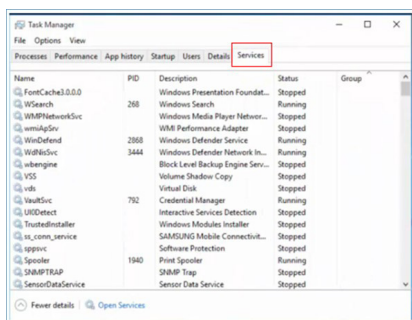 Task Manager
File Options View
Processes Performance App history Startup Users Details Services
Name PID Description Status Group
FontCache3.0.0.0 Windows Presentation Foundat... Stopped
WSearch 268 Windows Search Running
WMPNetworkSvc Windows Media Player Networ... Stopped
wmiApSrv WMI Performance Adapter Stopped
WinDefend 2868 Windows Defender Service Running
WdNisSvc 3444 Windows Defender Network In... Running
wbengine Block Level Backup Engine Serv... Stopped
VSS Volume Shadow Copy Stopped
vds Virtual Disk Stopped
VaultSvc 792 Credential Manager Running
UI0Detect Interactive Services Detection Stopped
TrustedInstaller Windows Modules Installer Stopped
ss_conn_service SAMSUNG Mobile Connectivit... Stopped
sppsvc Software Protection Stopped
Spooler 1940 Print Spooler Running
SNMPTRAP SNMP Trap Stopped
SensorDataService Sensor Data Service Stopped
Fewer details Open Services